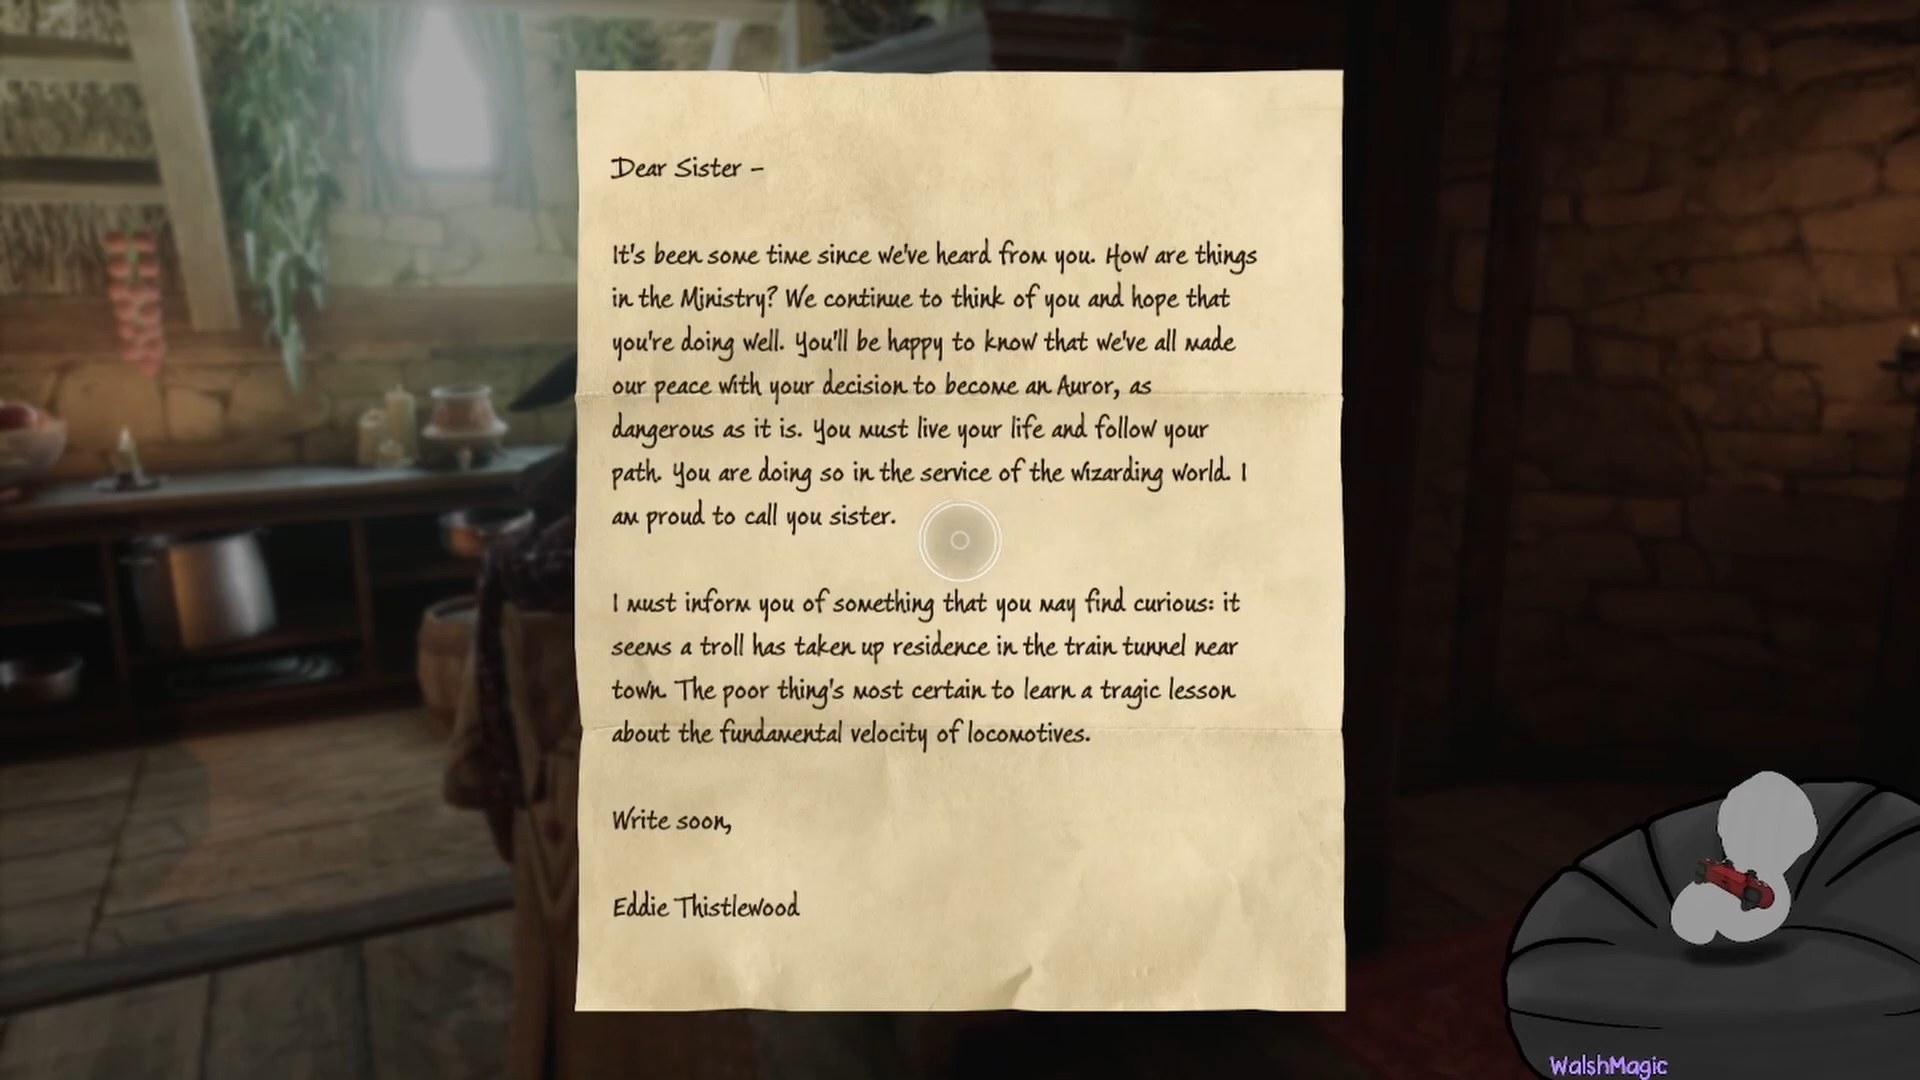 Dear Sister –
It's been some time since we've heard from you. How are things
in the Ministry? We continue to think of you and hope that
you're doing well. You'll be happy to know that we've all made
our peace with your decision to become an Auror, as
dangerous as it is. You must live your life and follow your
path. You are doing so in the service of the wizarding world. I
am proud to call you sister.
I must inform you of something that you may find curious: it
seems a troll has taken up residence in the train tunnel near
town. The poor thing's most certain to learn a tragic lesson
about the fundamental velocity of locomotives.
Write soon,
Eddie Thistlewood
WalshMagic